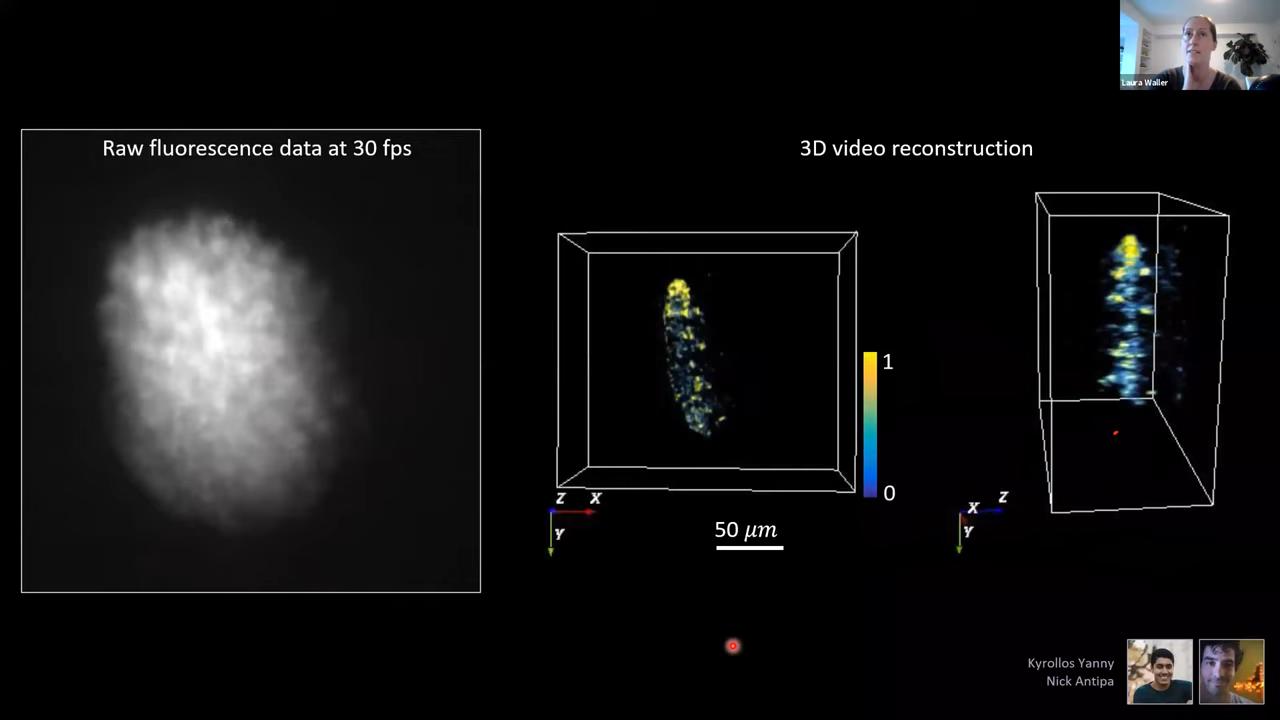 Laura Waller
Raw fluorescence data at 30 fps
3D video reconstruction
1
0
Z X
Y
50 μm
X Z
Y
Kyrollos Yanny
Nick Antipa